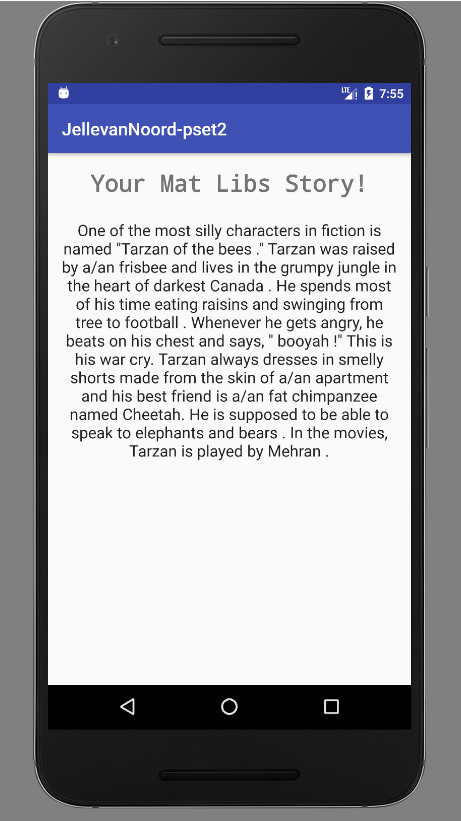 LTE 7:55
JellevanNoord-pset2
Your Mat Libs Story!
One of the most silly characters in fiction is
named "Tarzan of the bees ." Tarzan was raised
by a/an frisbee and lives in the grumpy jungle in
the heart of darkest Canada . He spends most
of his time eating raisins and swinging from
tree to football . Whenever he gets angry, he
beats on his chest and says, " booyah !" This is
his war cry. Tarzan always dresses in smelly
shorts made from the skin of a/an apartment
and his best friend is a/an fat chimpanzee
named Cheetah. He is supposed to be able to
speak to elephants and bears . In the movies,
Tarzan is played by Mehran .